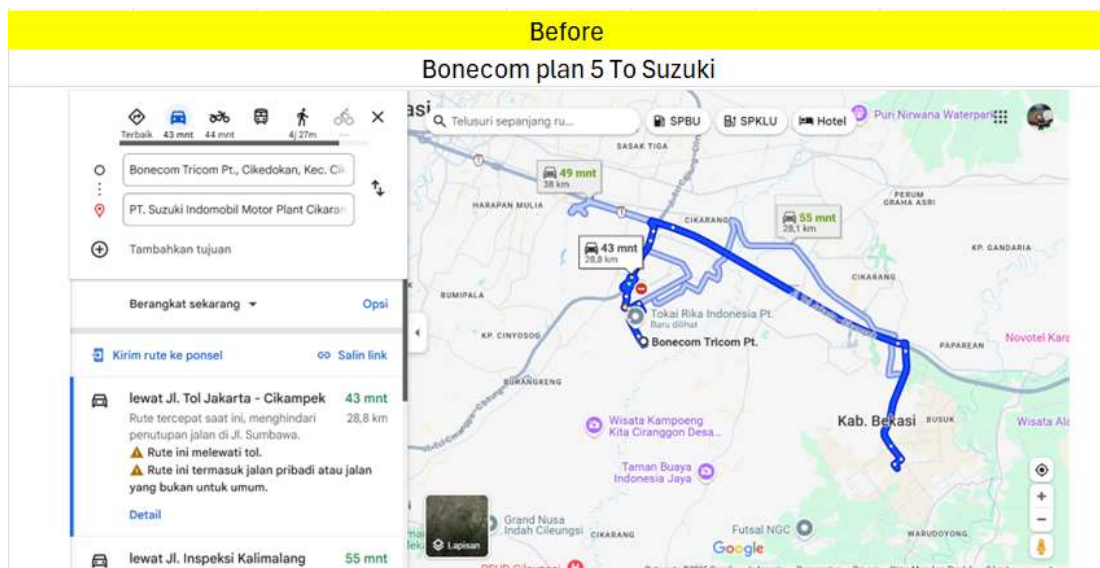 Before
Bonecom plan 5 To Suzuki
Terbaik
43 mnt
44 mnt
4j 27m
Bonecom Tricom Pt., Cikedokan, Kec. Cik
PT. Suzuki Indomobil Motor Plant Cikaran
Tambahkan tujuan
Berangkat sekarang
Opsi
Kirim rute ke ponsel
Salin link
lewat Jl. Tol Jakarta - Cikampek
43 mnt
Rute tercepat saat ini, menghindari
28,8 km
penutupan jalan di Jl. Sumbawa.
Rute ini melewati tol.
Rute ini termasuk jalan pribadi atau jalan
yang bukan untuk umum.
Detail
lewat Jl. Inspeksi Kalimalang
55 mnt
Telusuri sepanjang ru...
SPBU
SPKLU
Hotel
Puri Nirwana Waterpark
SASAK TIGA
49 mnt
38 km
HARAPAN MULIA
CIKARANG
PERUM
GRAHA ASRI
55 mnt
28,1 km
KP. GANDARIA
43 mnt
28,8 km
CIKARANG
BUMIPALA
Tokai Rika Indonesia Pt.
Baru dilihat
KP. CINYOSOG
Bonecom Tricom Pt.
PAPAREAN
Novotel Kara
BURANGKENG
Wisata Kampoeng
Kita Ciranggon Desa...
Kab. Bekasi
BUSUK
Wisata Ala
Taman Buaya
Indonesia Jaya
Grand Nusa
Indah Cileungsi
CIKARANG
Futsal NGC
WARUDOYONG
Lapisan
Google